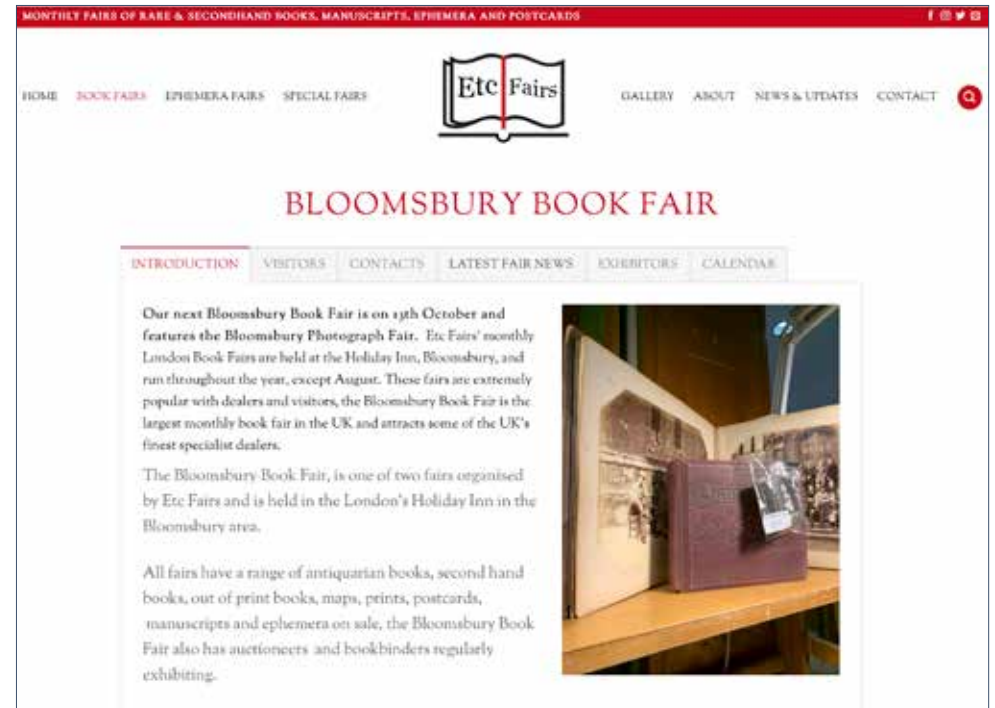 MONTHLY FAIRS OF RARE & SECONDHAND BOOKS, MANUSCRIPTS, EPHEMERA AND POSTCARDS
HOME BOOK FAIRS EPHEMERA FAIRS SPECIAL FAIRS
Etc Fairs
GALLERY ABOUT NEWS & UPDATES CONTACT
BLOOMSBURY BOOK FAIR
INTRODUCTION VISITORS CONTACTS LATEST FAIR NEWS EXHIBITORS CALENDAR
Our next Bloomsbury Book Fair is on 13th October and
features the Bloomsbury Photograph Fair. Etc Fairs' monthly
London Book Fairs are held at the Holiday Inn, Bloomsbury, and
run throughout the year, except August. These fairs are extremely
popular with dealers and visitors, the Bloomsbury Book Fair is the
largest monthly book fair in the UK and attracts some of the UK's
finest specialist dealers.
The Bloomsbury Book Fair, is one of two fairs organised
by Etc Fairs and is held in the London's Holiday Inn in the
Bloomsbury area.
All fairs have a range of antiquarian books, second hand
books, out of print books, maps, prints, postcards,
manuscripts and ephemera on sale, the Bloomsbury Book
Fair also has auctioneers and bookbinders regularly
exhibiting.